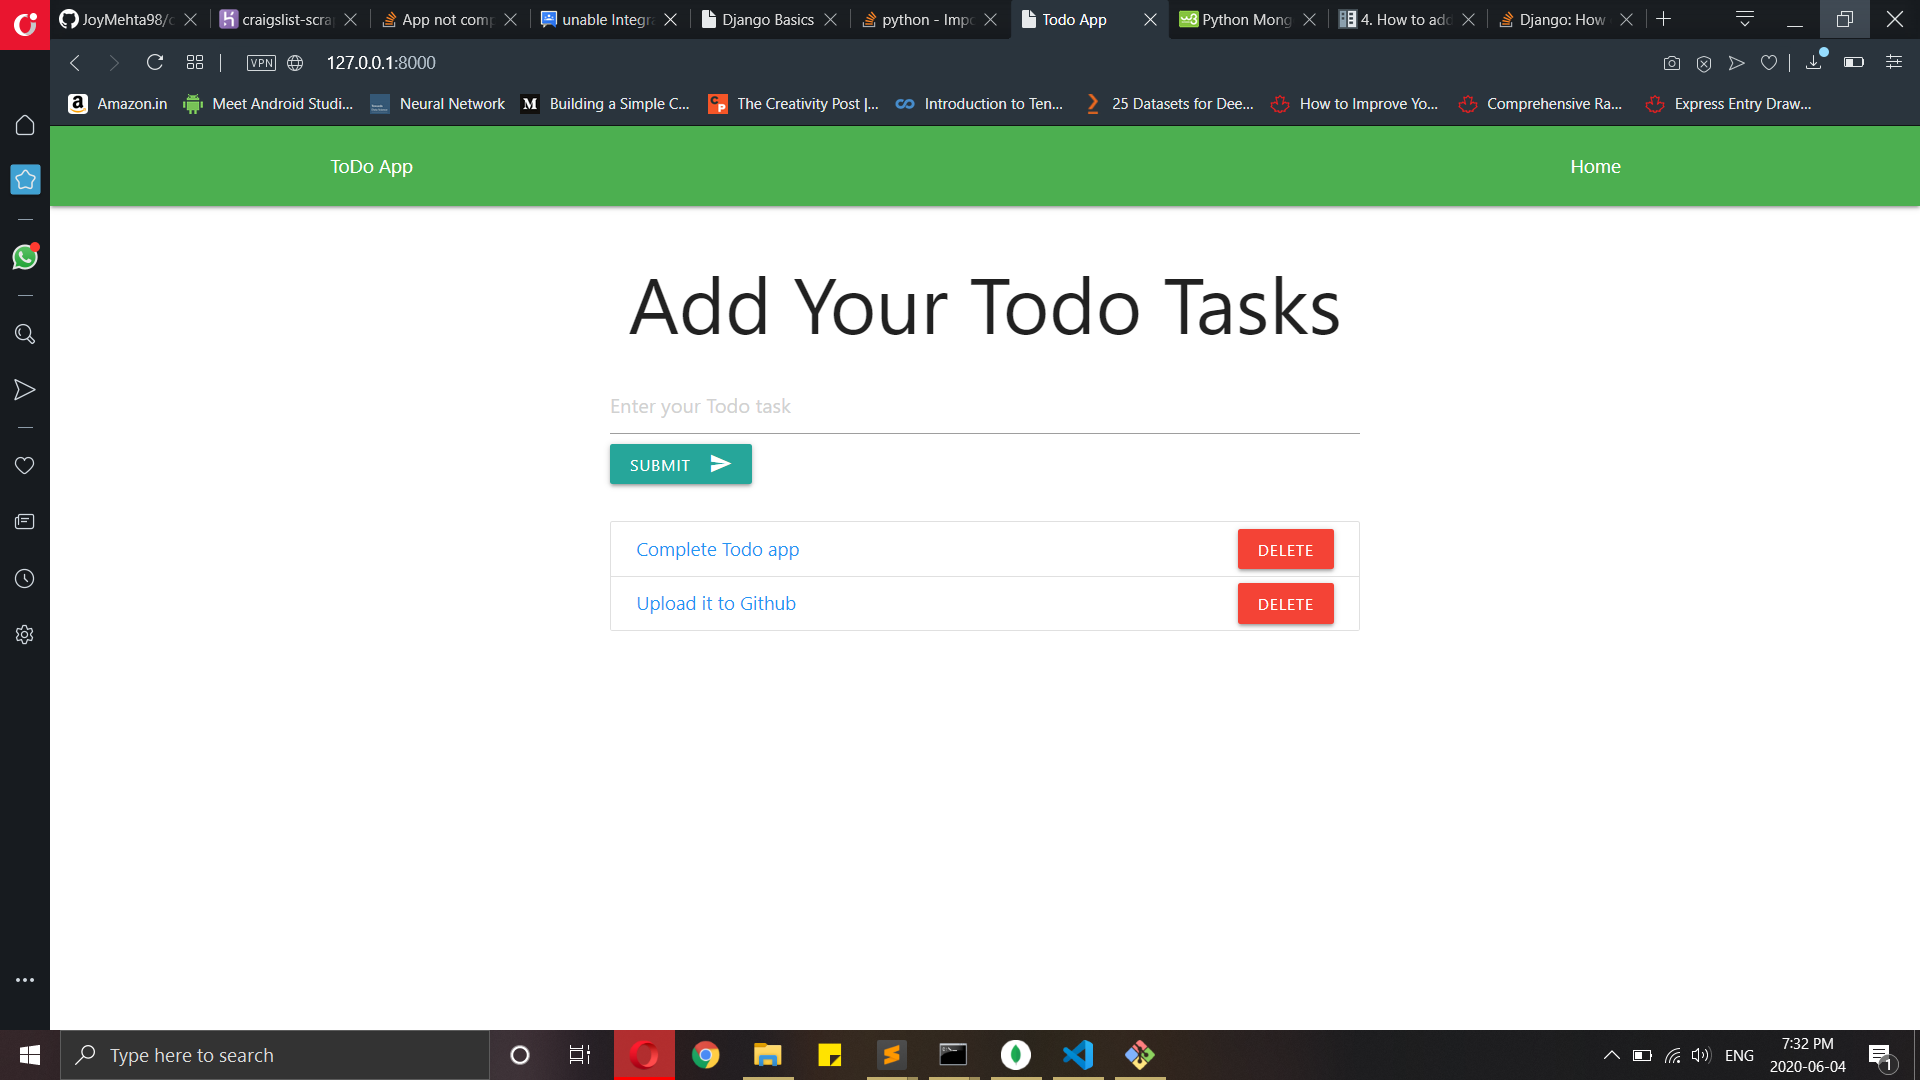 JoyMehta98/c
craigslist-scrap
App not comp
unable Integra
Django Basics
python - Impo
Todo App
Python Mong
4. How to add
Django: How
VPN
127.0.0.1:8000
Amazon.in
Meet Android Studi...
Neural Network
Building a Simple C...
The Creativity Post |...
Introduction to Ten...
25 Datasets for Dee...
How to Improve Yo...
Comprehensive Ra...
Express Entry Draw...
ToDo App
Home
Add Your Todo Tasks
Enter your Todo task
SUBMIT
Complete Todo app
DELETE
Upload it to Github
DELETE
Type here to search
ENG
7:32 PM
2020-06-04
1